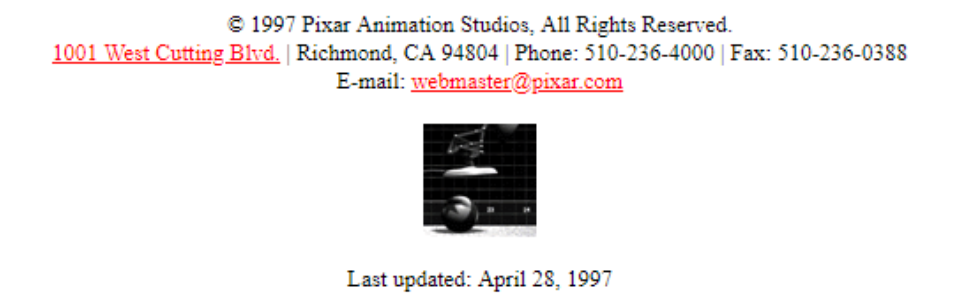 © 1997 Pixar Animation Studios, All Rights Reserved.
1001 West Cutting Blvd. | Richmond, CA 94804 | Phone: 510-236-4000 | Fax: 510-236-0388
E-mail: webmaster@pixar.com
Last updated: April 28, 1997